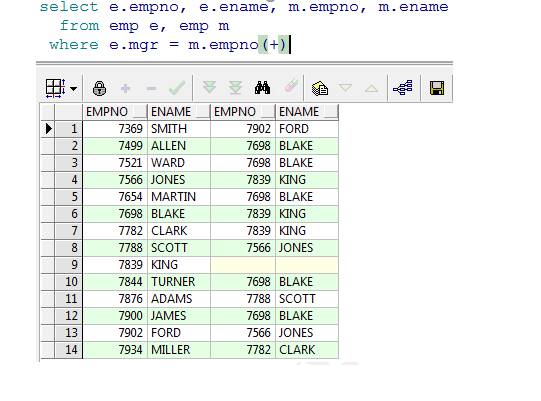 select e.empno, e.ename, m.empno, m.ename
from emp e, emp m
where e.mgr = m.empno(+)
EMPNO ENAME EMPNO ENAME
1 7369 SMITH 7902 FORD
2 7499 ALLEN 7698 BLAKE
3 7521 WARD 7698 BLAKE
4 7566 JONES 7839 KING
5 7654 MARTIN 7698 BLAKE
6 7698 BLAKE 7839 KING
7 7782 CLARK 7839 KING
8 7788 SCOTT 7566 JONES
9 7839 KING
10 7844 TURNER 7698 BLAKE
11 7876 ADAMS 7788 SCOTT
12 7900 JAMES 7698 BLAKE
13 7902 FORD 7566 JONES
14 7934 MILLER 7782 CLARK